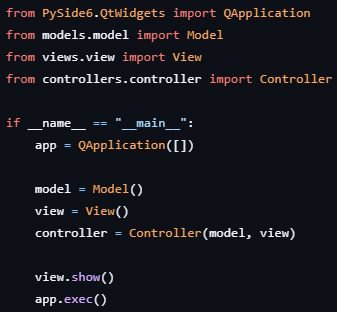 from PySide6.QtWidgets import QApplication
from models.model import Model
from views.view import View
from controllers.controller import Controller

if __name__ == "__main__":
    app = QApplication([])

    model = Model()
    view = View()
    controller = Controller(model, view)

    view.show()
    app.exec()